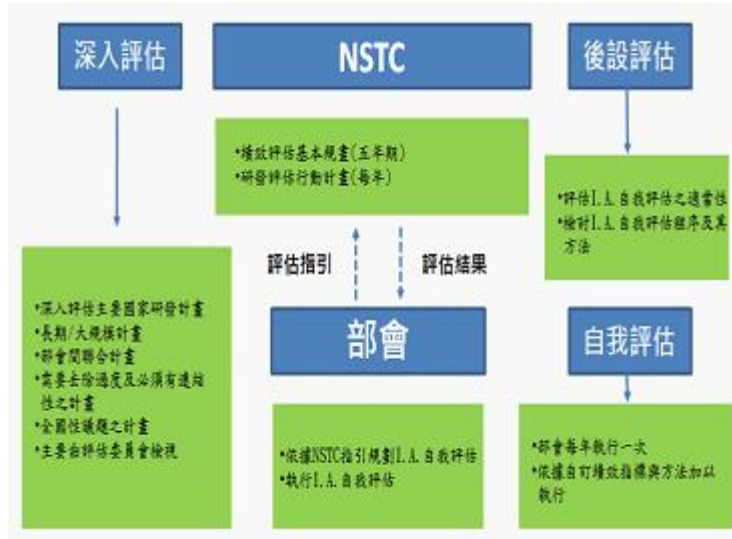 深入評估
NSTC
後設評估
•績效評估基本規畫(五年期)
•研發評估行動計畫(每年)
•評估I.A.自我評估之適當性
•檢討I.A.自我評估程序及其
方法
評估指引
評估結果
•深入評估主要國家研發計畫
•長期/大規模計畫
•部會間聯合計畫
•需要去除過度及必須有連結
性之計畫
•全國性議題之計畫
•主要由評估委員會檢視
部會
自我評估
•依據NSTC指引規劃I.A.自我評估
•執行I.A.自我評估
•部會每年執行一次
•依據自訂績效指標與方法加以
執行